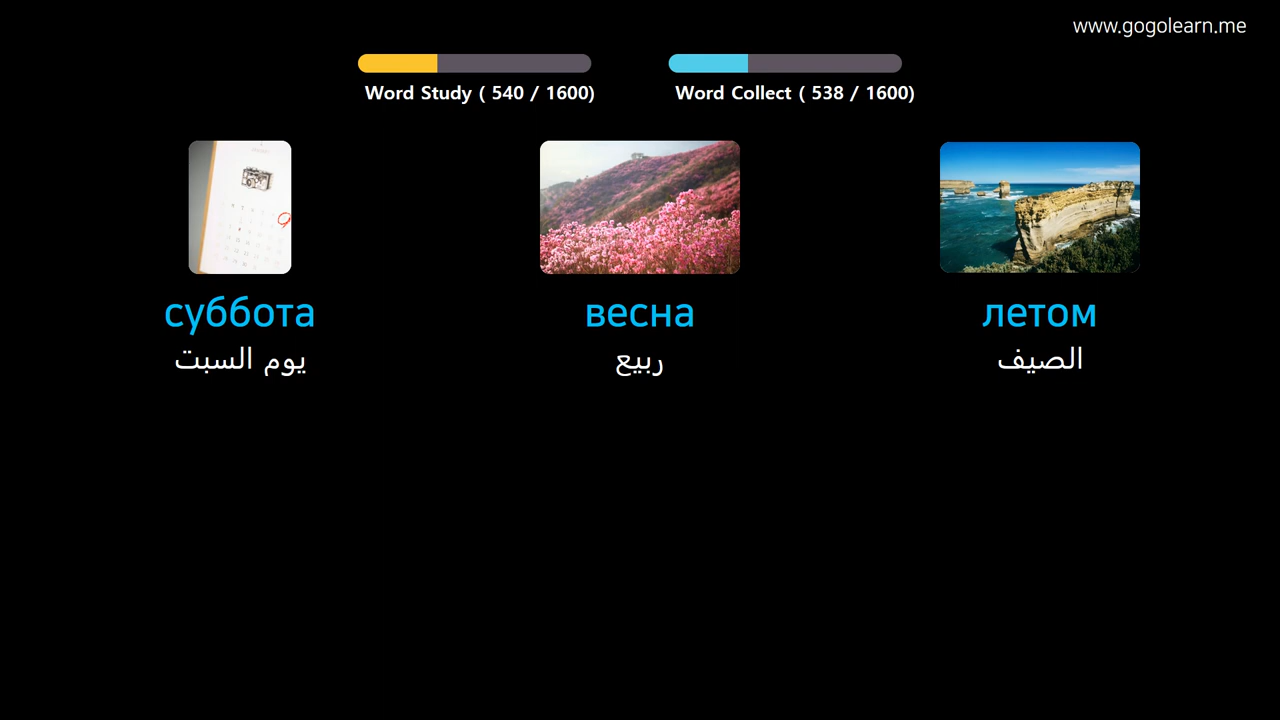 www.gogolearn.me
Word Study ( 540 / 1600)
Word Collect ( 538 / 1600)
суббота
весна
летом
يوم السبت
ربيع
الصيف